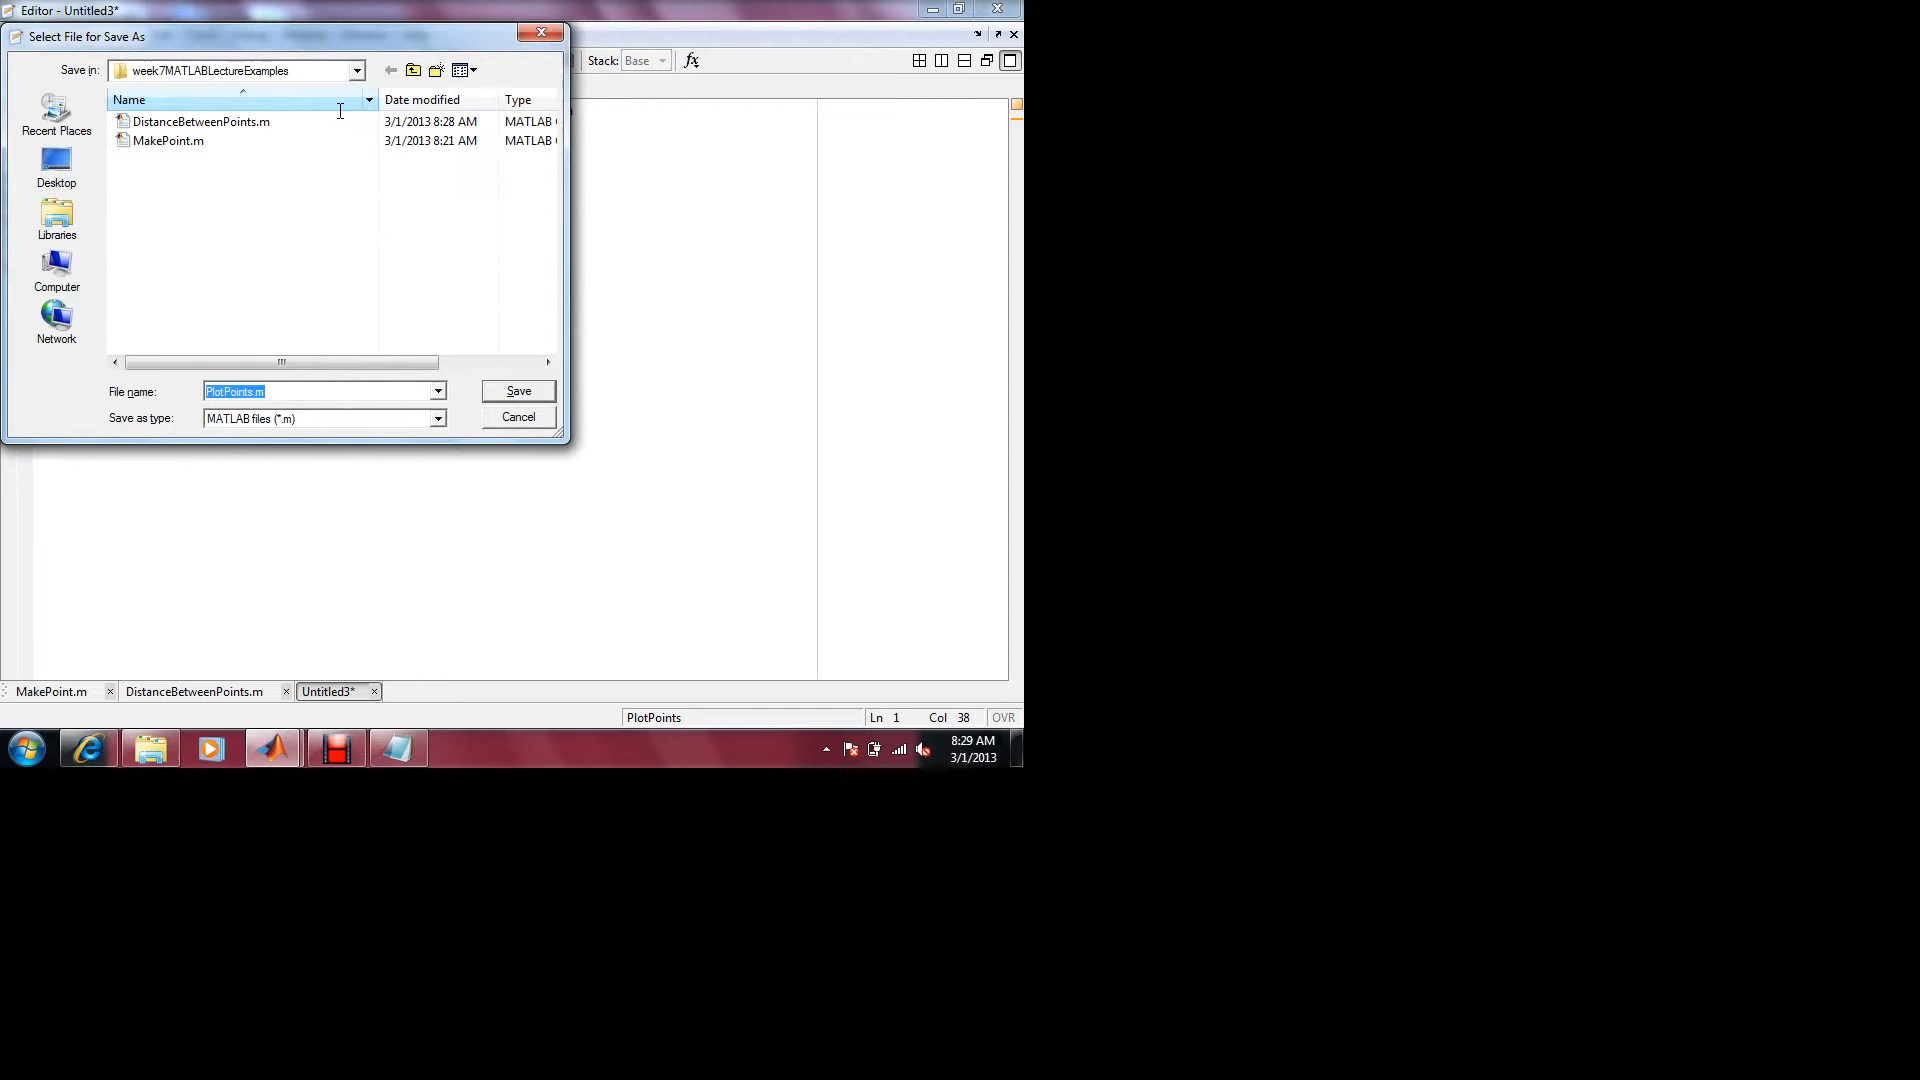 Editor - Untitled3*
Select File for Save As
Stack: Base fx
Save in: week7MATLABLectureExamples
Name Date modified Type
DistanceBetweenPoints.m 3/1/2013 8:28 AM MATLAB
MakePoint.m 3/1/2013 8:21 AM MATLAB
Recent Places
Desktop
Libraries
Computer
Network
File name: PlotPoints.m Save
Save as type: MATLAB files (*.m) Cancel
MakePoint.m DistanceBetweenPoints.m Untitled3*
PlotPoints Ln 1 Col 38 OVR
8:29 AM
3/1/2013